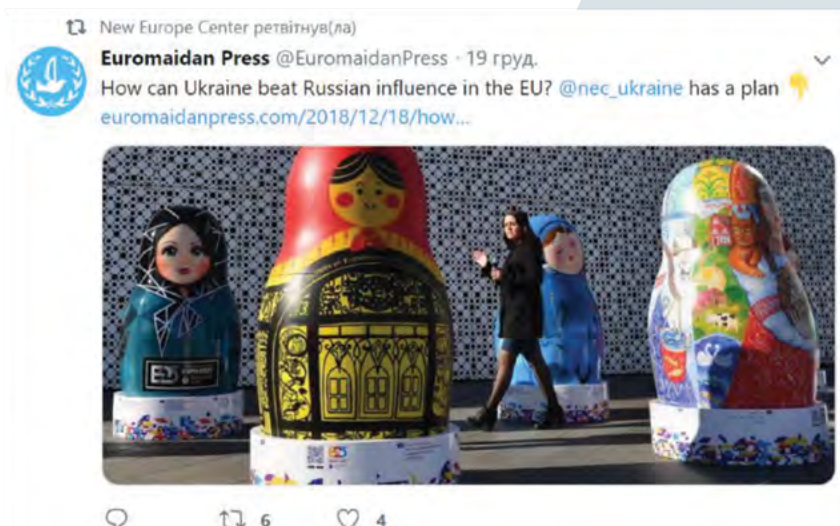 New Europe Center ретвітнув(ла)
Euromaidan Press @EuromaidanPress · 19 груд.
How can Ukraine beat Russian influence in the EU? @nec_ukraine has a plan 👇
euromaidanpress.com/2018/12/18/how...
6 4